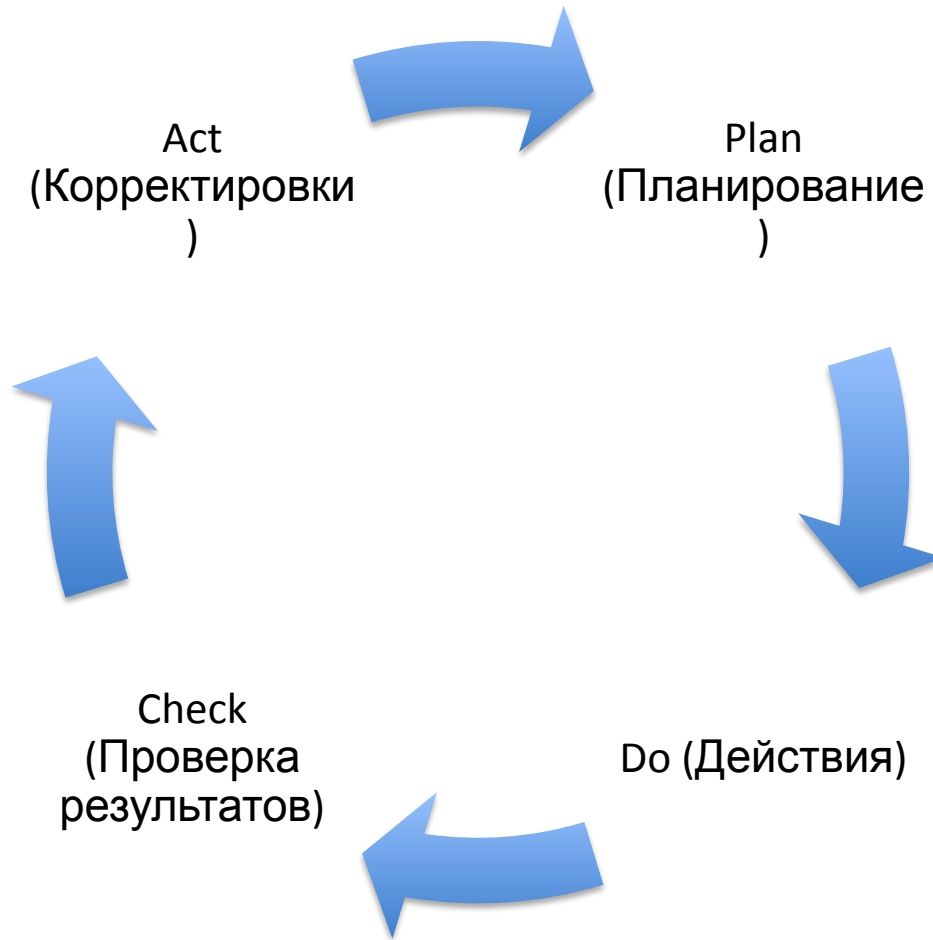 Act
(Корректировки
)
Plan
(Планирование
)
Check
(Проверка
результатов)
Do (Действия)